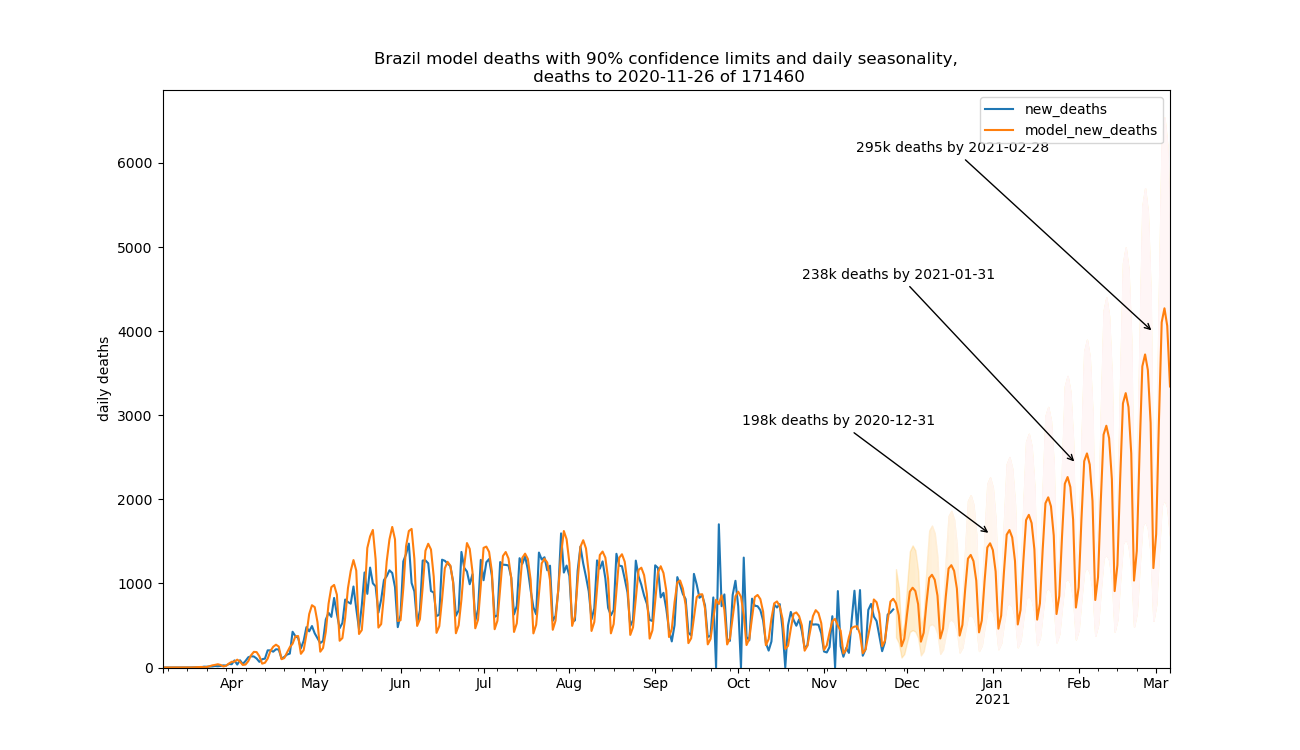 Brazil model deaths with 90% confidence limits and daily seasonality,
deaths to 2020-11-26 of 171460
new_deaths
model_new_deaths
295k deaths by 2021-02-28
238k deaths by 2021-01-31
198k deaths by 2020-12-31
daily deaths
6000
5000
4000
3000
2000
1000
0
Apr May Jun Jul Aug Sep Oct Nov Dec Jan Feb Mar
2021